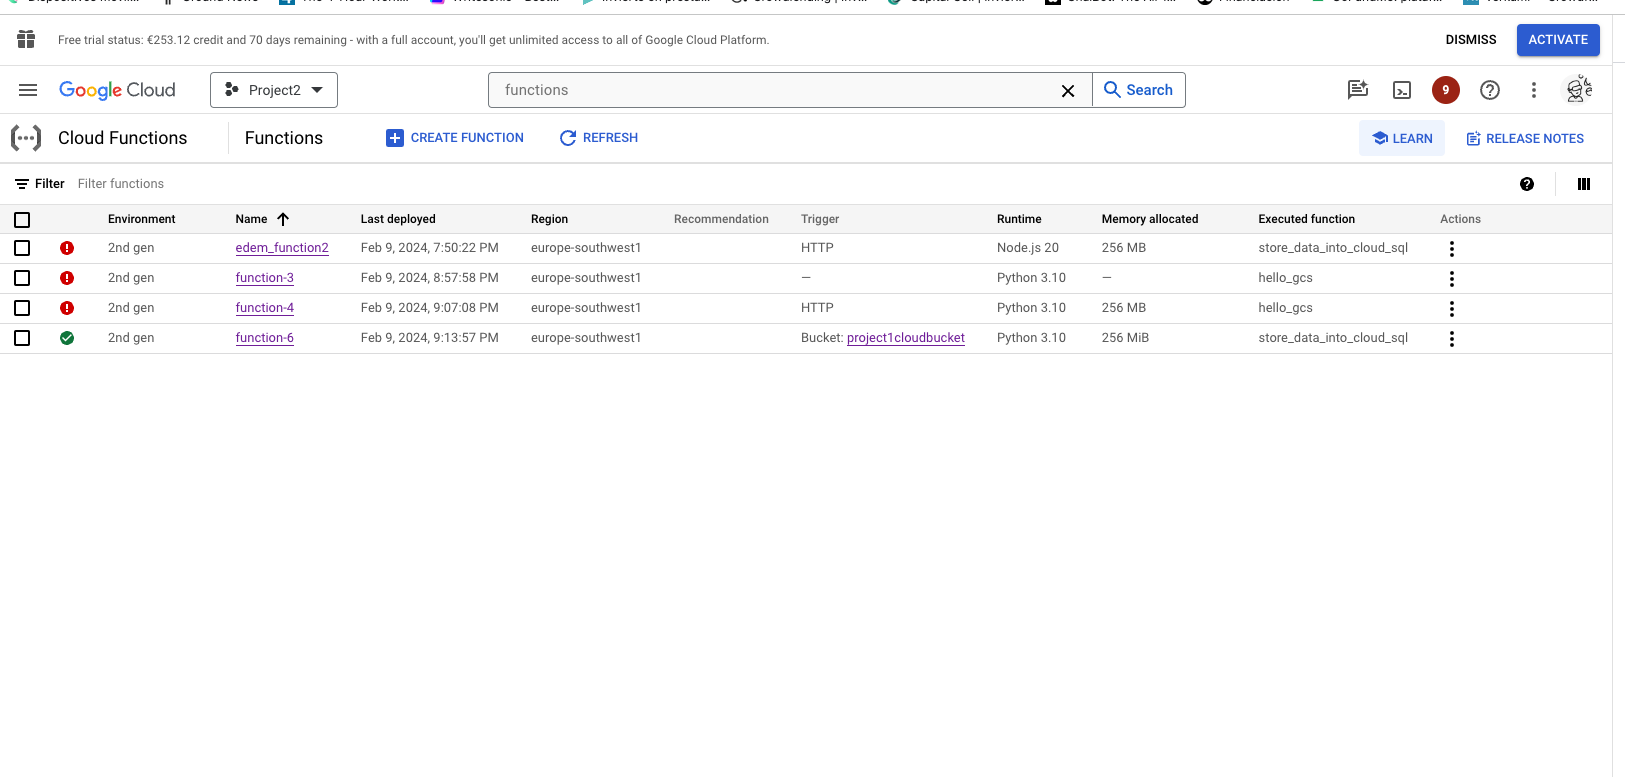 Free trial status: €253.12 credit and 70 days remaining - with a full account, you'll get unlimited access to all of Google Cloud Platform. DISMISS ACTIVATE
Google Cloud Project2 functions Search 9
Cloud Functions Functions CREATE FUNCTION REFRESH LEARN RELEASE NOTES
Filter Filter functions
Environment Name Last deployed Region Recommendation Trigger Runtime Memory allocated Executed function Actions
2nd gen edem_function2 Feb 9, 2024, 7:50:22 PM europe-southwest1 HTTP Node.js 20 256 MB store_data_into_cloud_sql
2nd gen function-3 Feb 9, 2024, 8:57:58 PM europe-southwest1 — Python 3.10 — hello_gcs
2nd gen function-4 Feb 9, 2024, 9:07:08 PM europe-southwest1 HTTP Python 3.10 256 MB hello_gcs
2nd gen function-6 Feb 9, 2024, 9:13:57 PM europe-southwest1 Bucket: project1cloudbucket Python 3.10 256 MiB store_data_into_cloud_sql